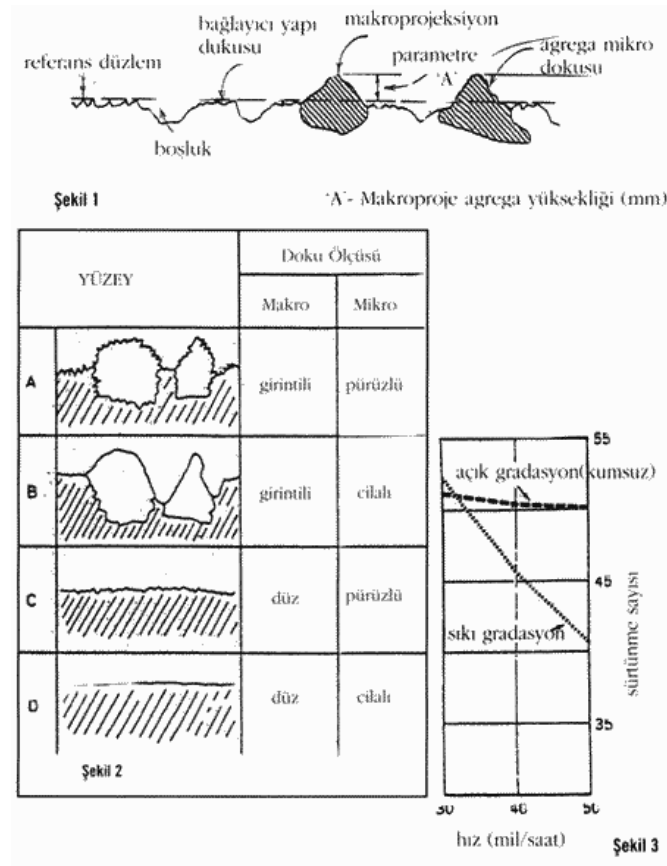 bağlayıcı yapı
dukusu
makroprojeksiyon
referans düzlem
parametre
'A'
agrega mikro
dokusu
boşluk
Şekil 1
'A'- Makroproje agrega yüksekliği (mm)
YÜZEY
Doku Ölçüsü
Makro
Mikro
A
girintili
pürüzlü
B
girintili
cilalı
C
düz
pürüzlü
D
düz
cilalı
Şekil 2
55
açık gradasyon(kumsuz)
45
sıkı gradasyon
35
sürtünme sayısı
30
40
50
hız (mil/saat)
Şekil 3